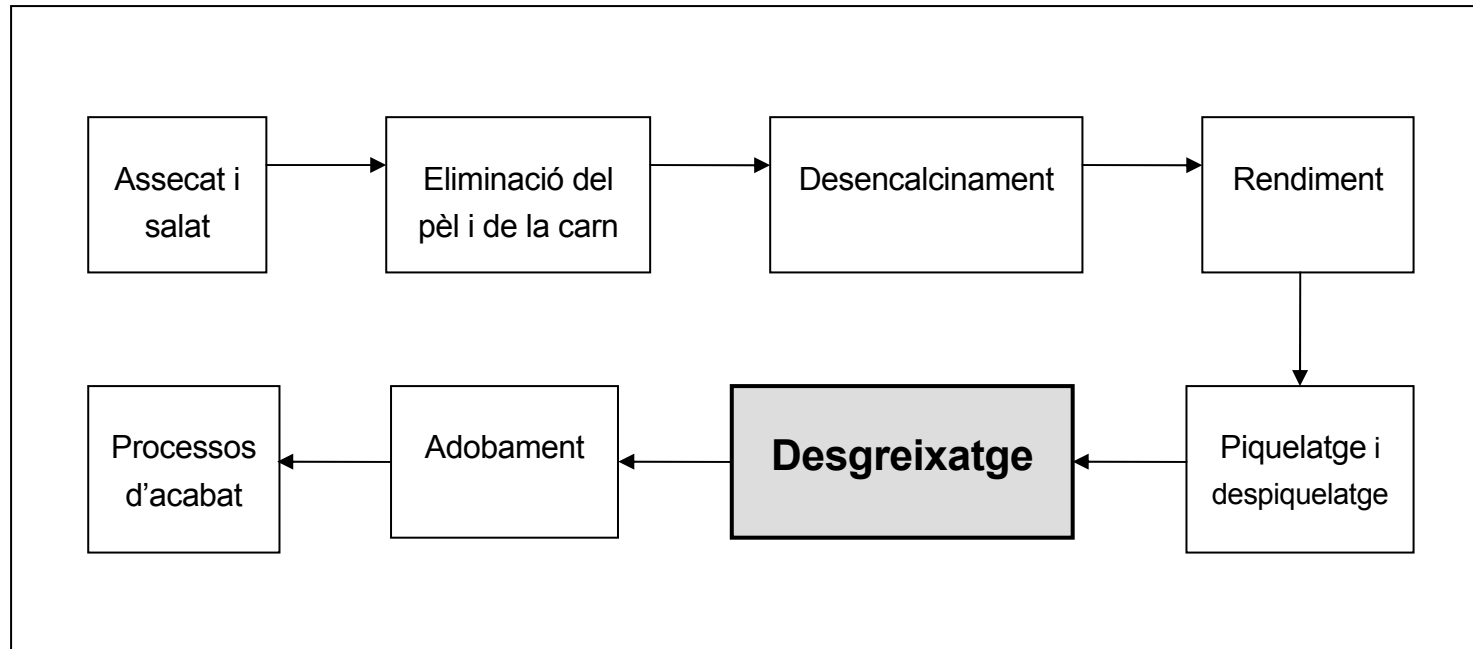 Assecat i
salat
Eliminació del
pèl i de la carn
Desencalcinament
Rendiment
Piquelatge i
despiquelatge
Desgreixatge
Adobament
Processos
d’acabat